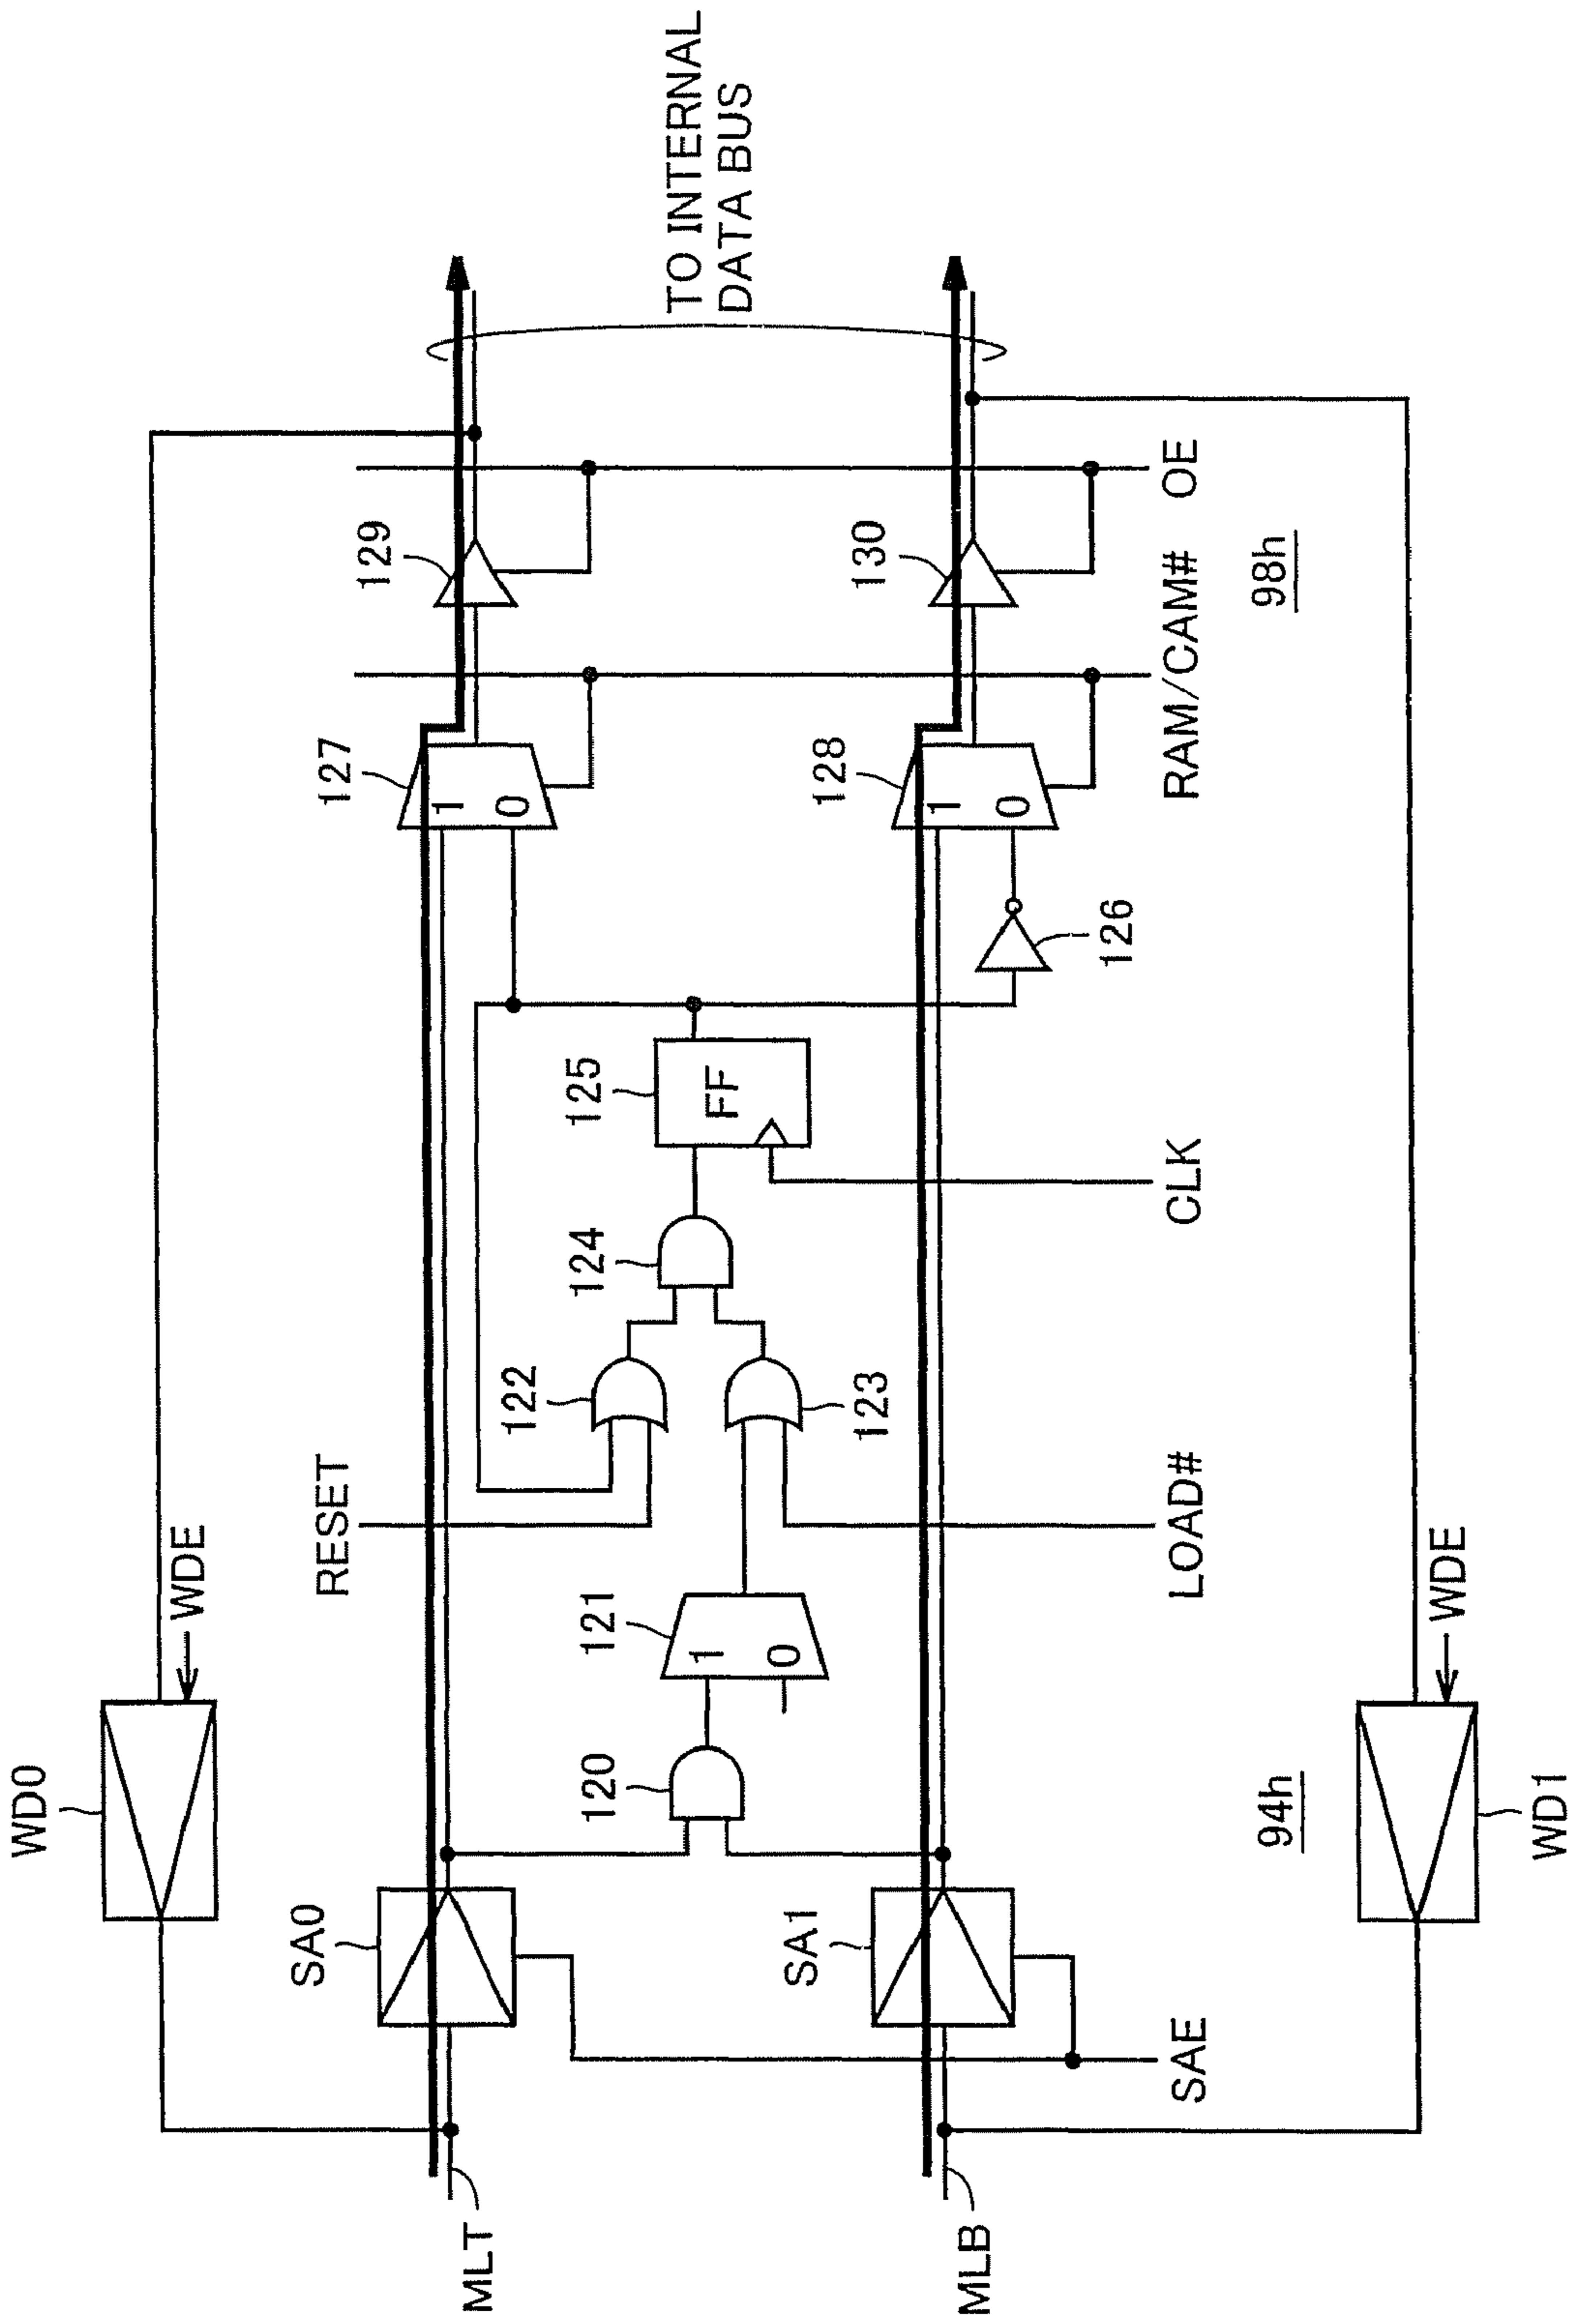 WD0
WDE
RESET
SA0
127
129
TO INTERNAL
DATA BUS
120
121
1
0
122
123
124
125
FF
1
0
MLT
SA1
128
1
0
130
126
MLB
SAE
LOAD#
CLK
RAM/CAM#
OE
94h
98h
WDE
WD1